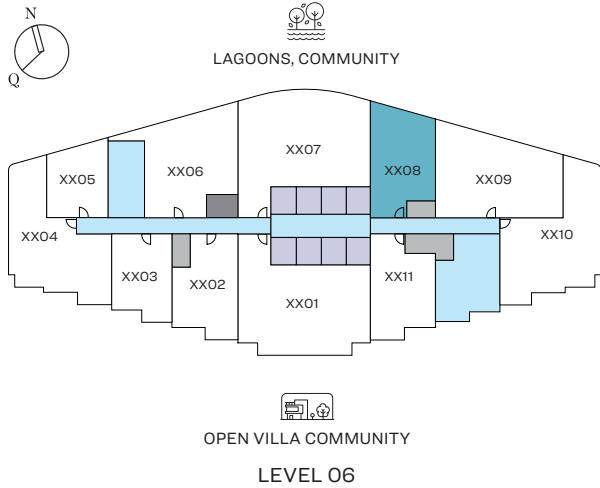 N
Q
LAGOONS, COMMUNITY
XX07
XX06
XX08
XX05
XX09
XX04
XX10
XX03
XX02
XX01
XX11
OPEN VILLA COMMUNITY
LEVEL 06